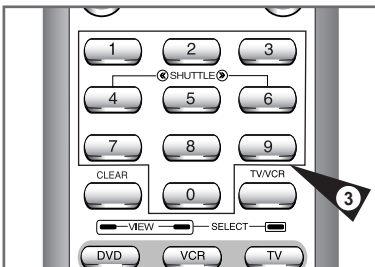 1 2 3
SHUTTLE
4 5 6
7 8 9
CLEAR TV/VCR
0
3
VIEW SELECT
DVD VCR TV